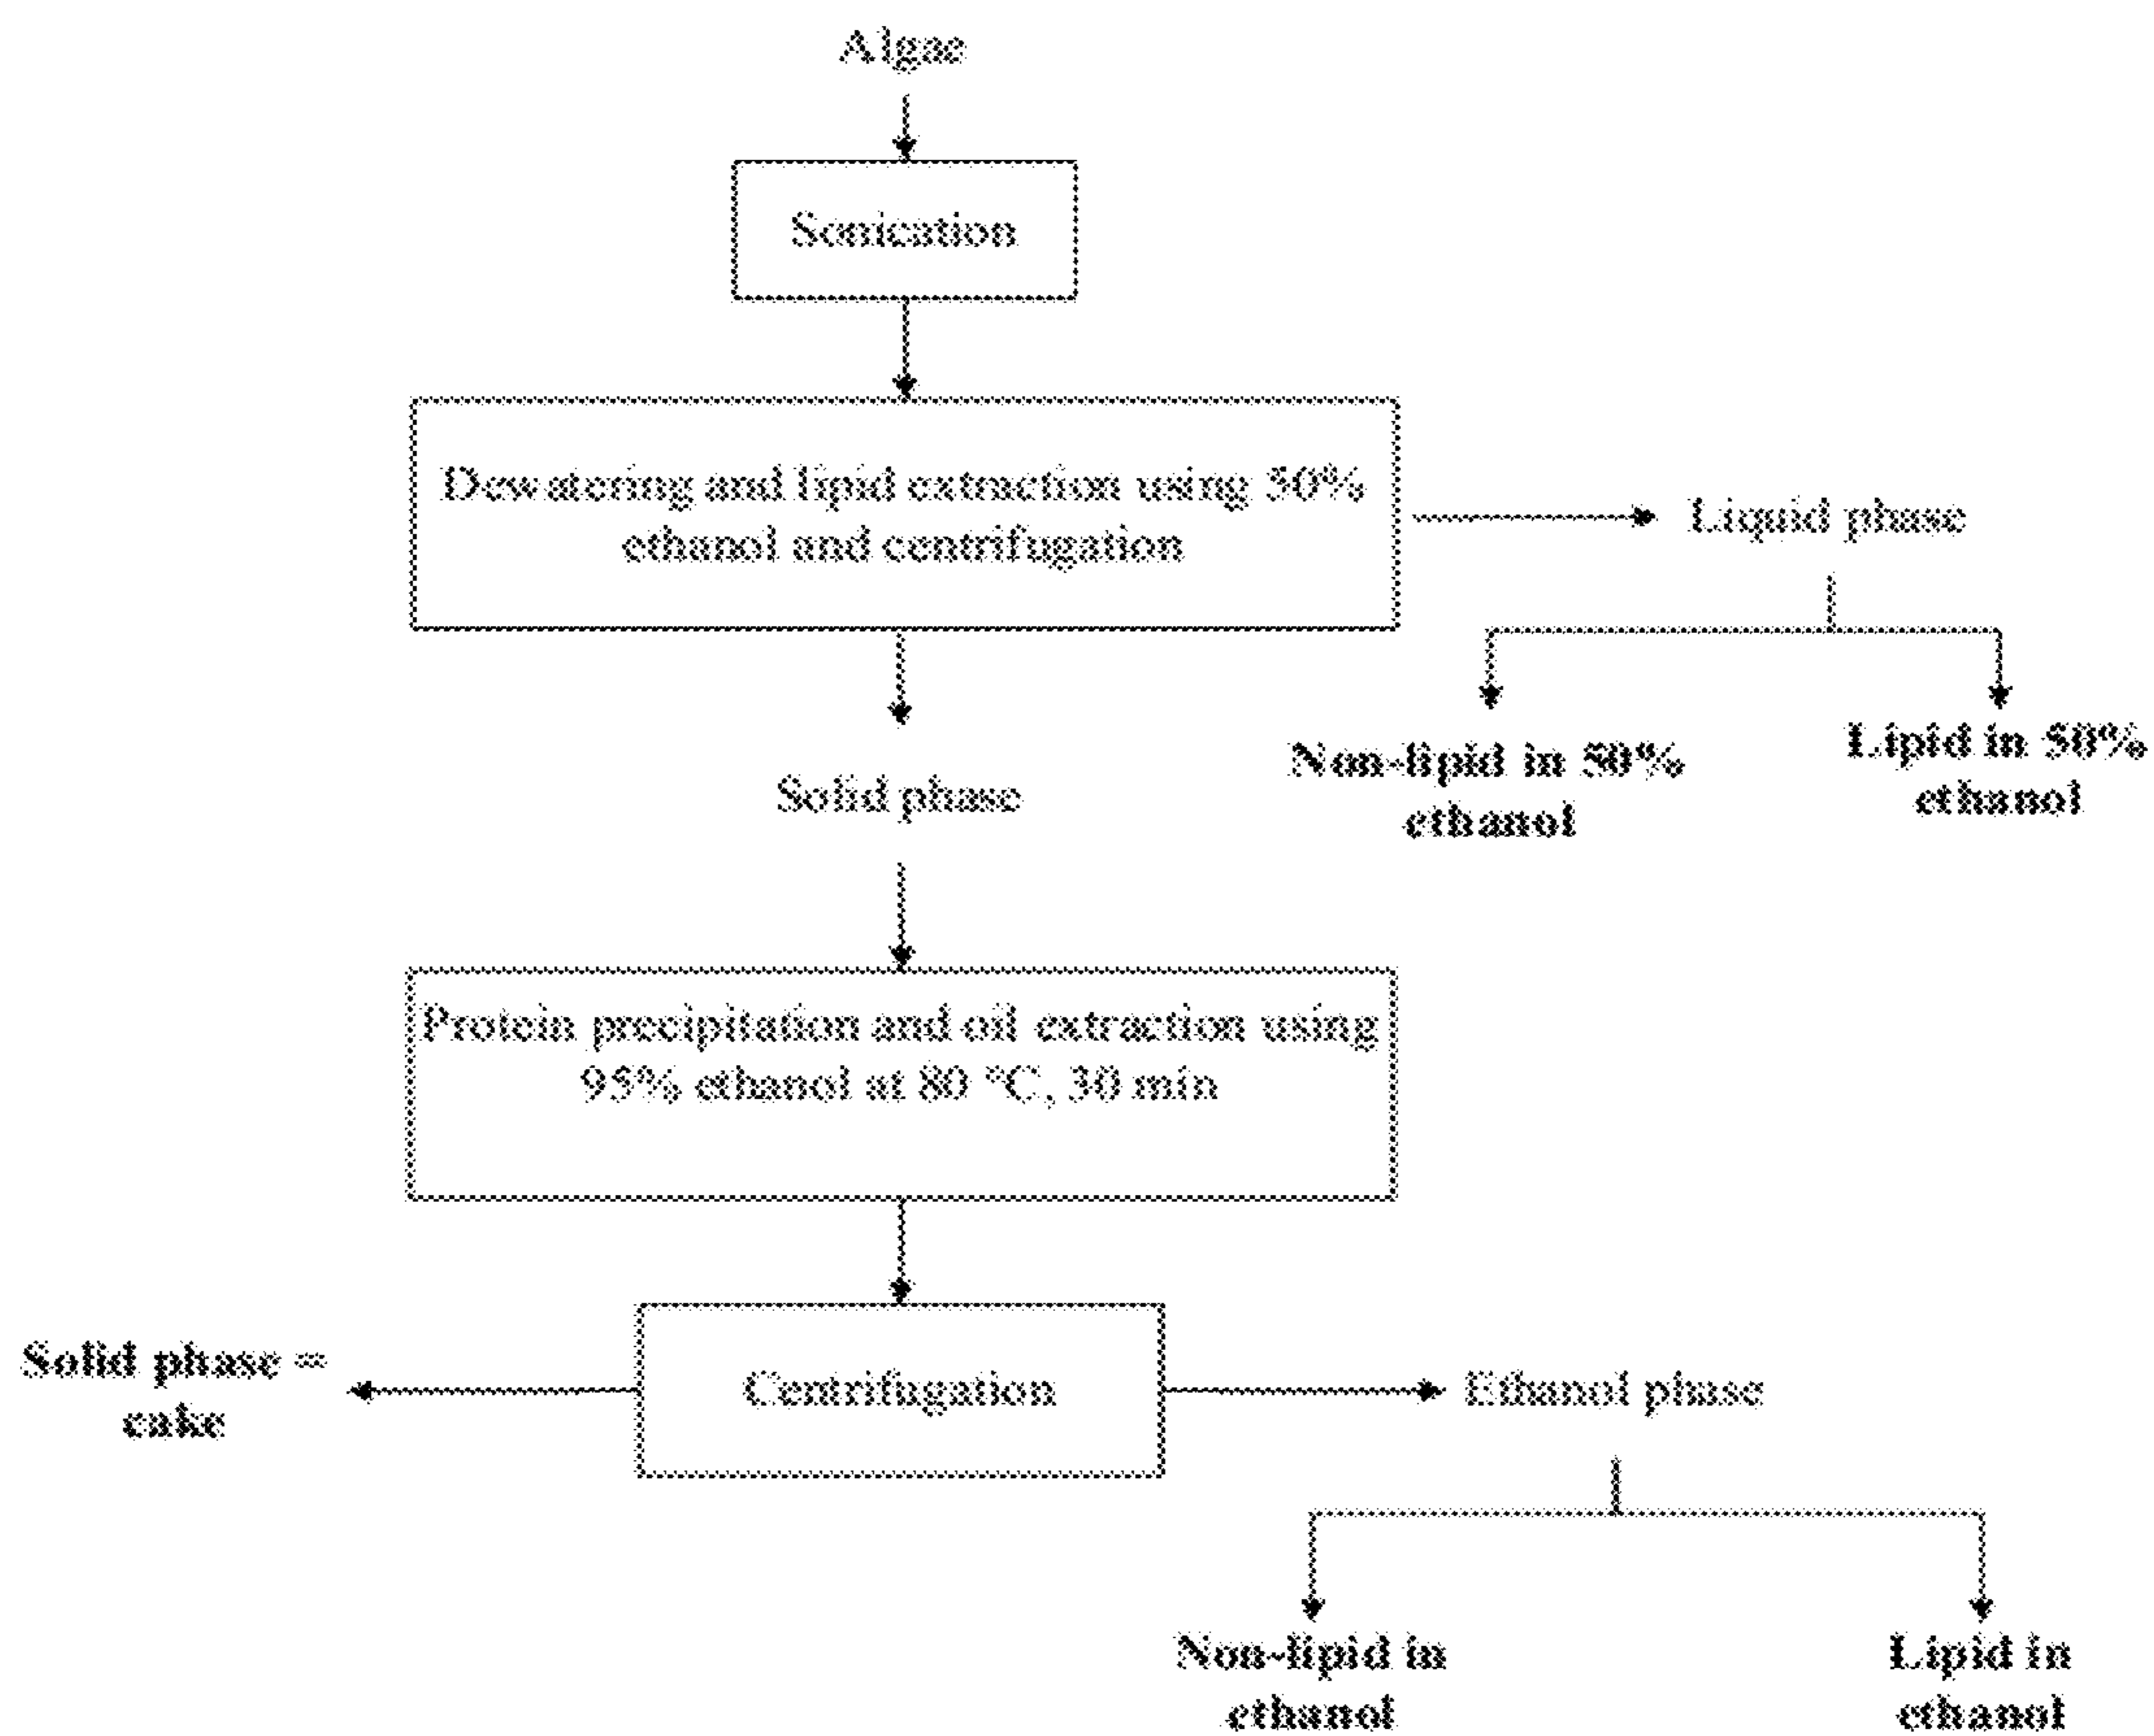 Algae
Sonication
Dewatering and lipid extraction using 50%
ethanol and centrifugation
Liquid phase
Non-lipid in 50%
ethanol
Lipid in 50%
ethanol
Solid phase
Protein precipitation and oil extraction using
95% ethanol at 80 °C, 30 min
Solid phase =
cake
Centrifugation
Ethanol phase
Non-lipid in
ethanol
Lipid in
ethanol